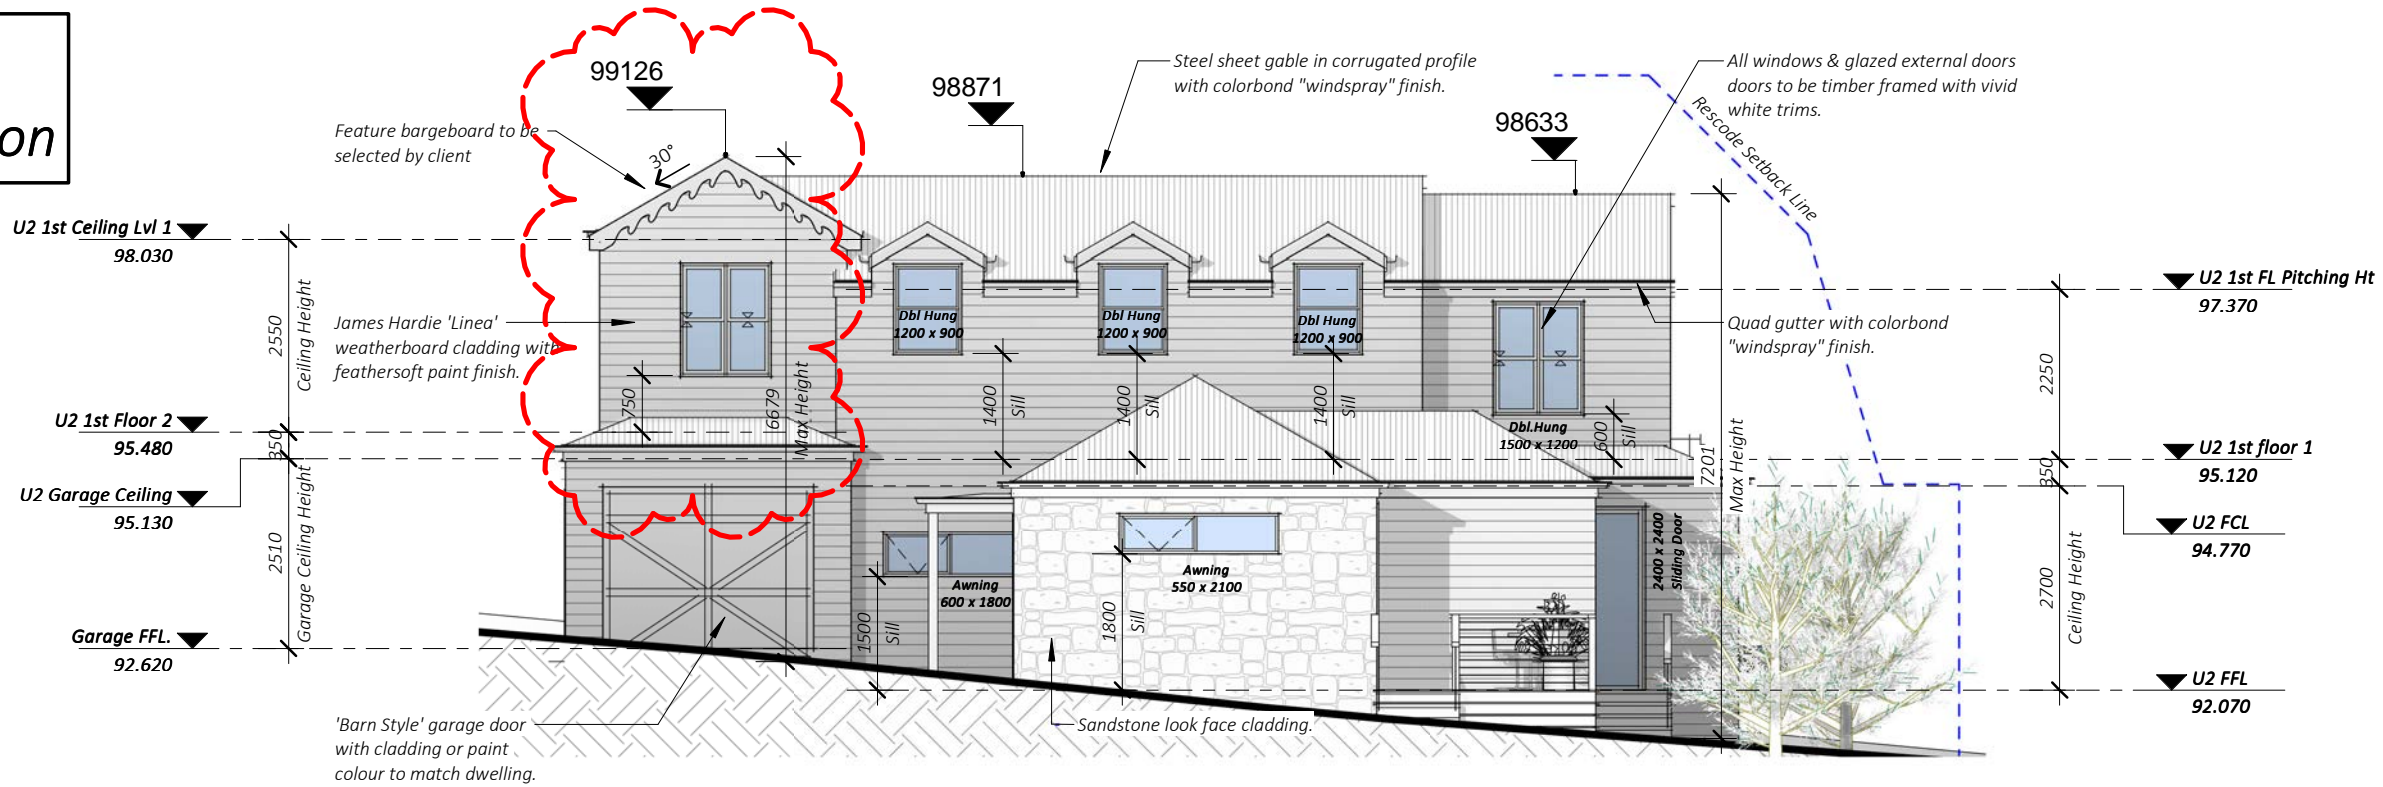 on
99126
98871
98633
Steel sheet gable in corrugated profile
with colorbond "windspray" finish.
All windows & glazed external doors
doors to be timber framed with vivid
white trims.
Rescode Setback Line
Feature bargeboard to be
selected by client
30°
U2 1st Ceiling Lvl 1
98.030
2550
Ceiling Height
James Hardie 'Linea'
weatherboard cladding with
feathersoft paint finish.
U2 1st Floor 2
95.480
350
U2 Garage Ceiling
95.130
2510
Garage Ceiling Height
Garage FFL.
92.620
750
6679
Max Height
Dbl Hung
1200 x 900
Dbl Hung
1200 x 900
Dbl Hung
1200 x 900
1400
Sill
1400
Sill
1400
Sill
Dbl.Hung
1500 x 1200
600
Sill
7201
Max Height
Quad gutter with colorbond
"windspray" finish.
U2 1st FL Pitching Ht
97.370
2250
U2 1st floor 1
95.120
350
U2 FCL
94.770
2700
Ceiling Height
U2 FFL
92.070
Awning
600 x 1800
1500
Sill
Awning
550 x 2100
1800
Sill
2400 x 2400
Sliding Door
'Barn Style' garage door
with cladding or paint
colour to match dwelling.
Sandstone look face cladding.